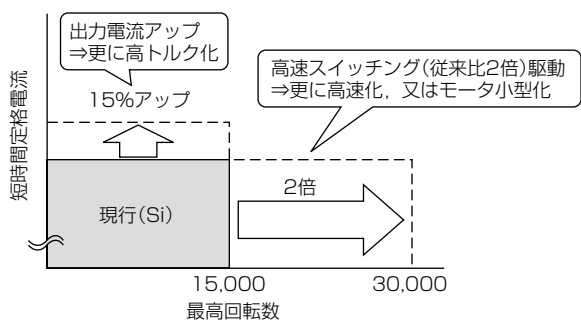 出力電流アップ
⇒更に高トルク化
15%アップ
高速スイッチング(従来比2倍)駆動
⇒更に高速化，又はモータ小型化
短時間定格電流
現行(Si)
2倍
15,000
30,000
最高回転数